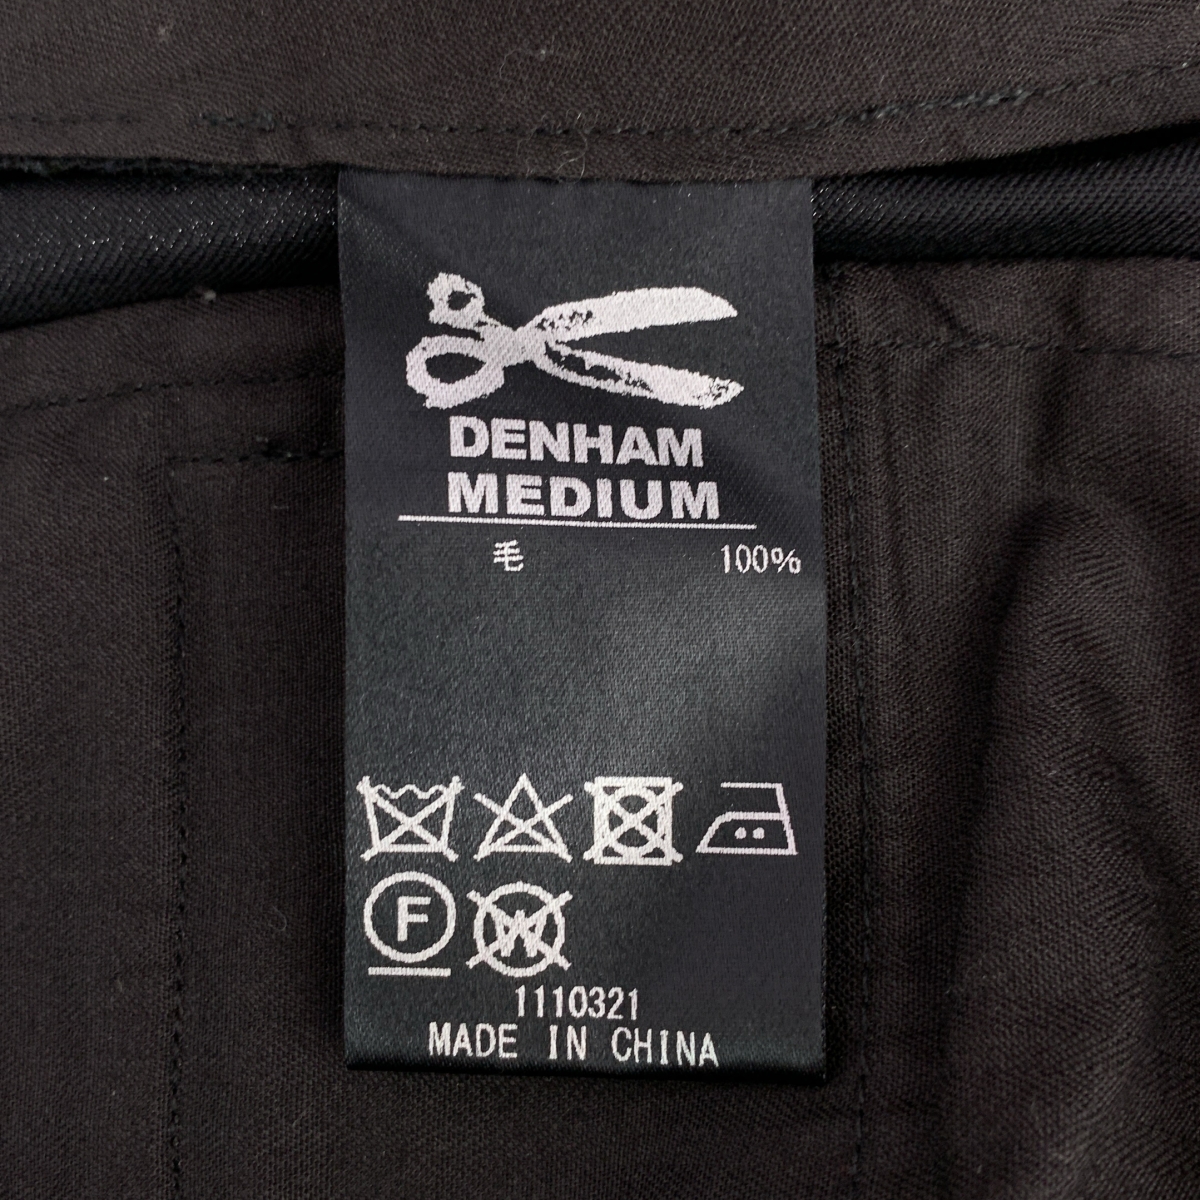 DENHAM
MEDIUM
毛 100%
F
W
1110321
MADE IN CHINA